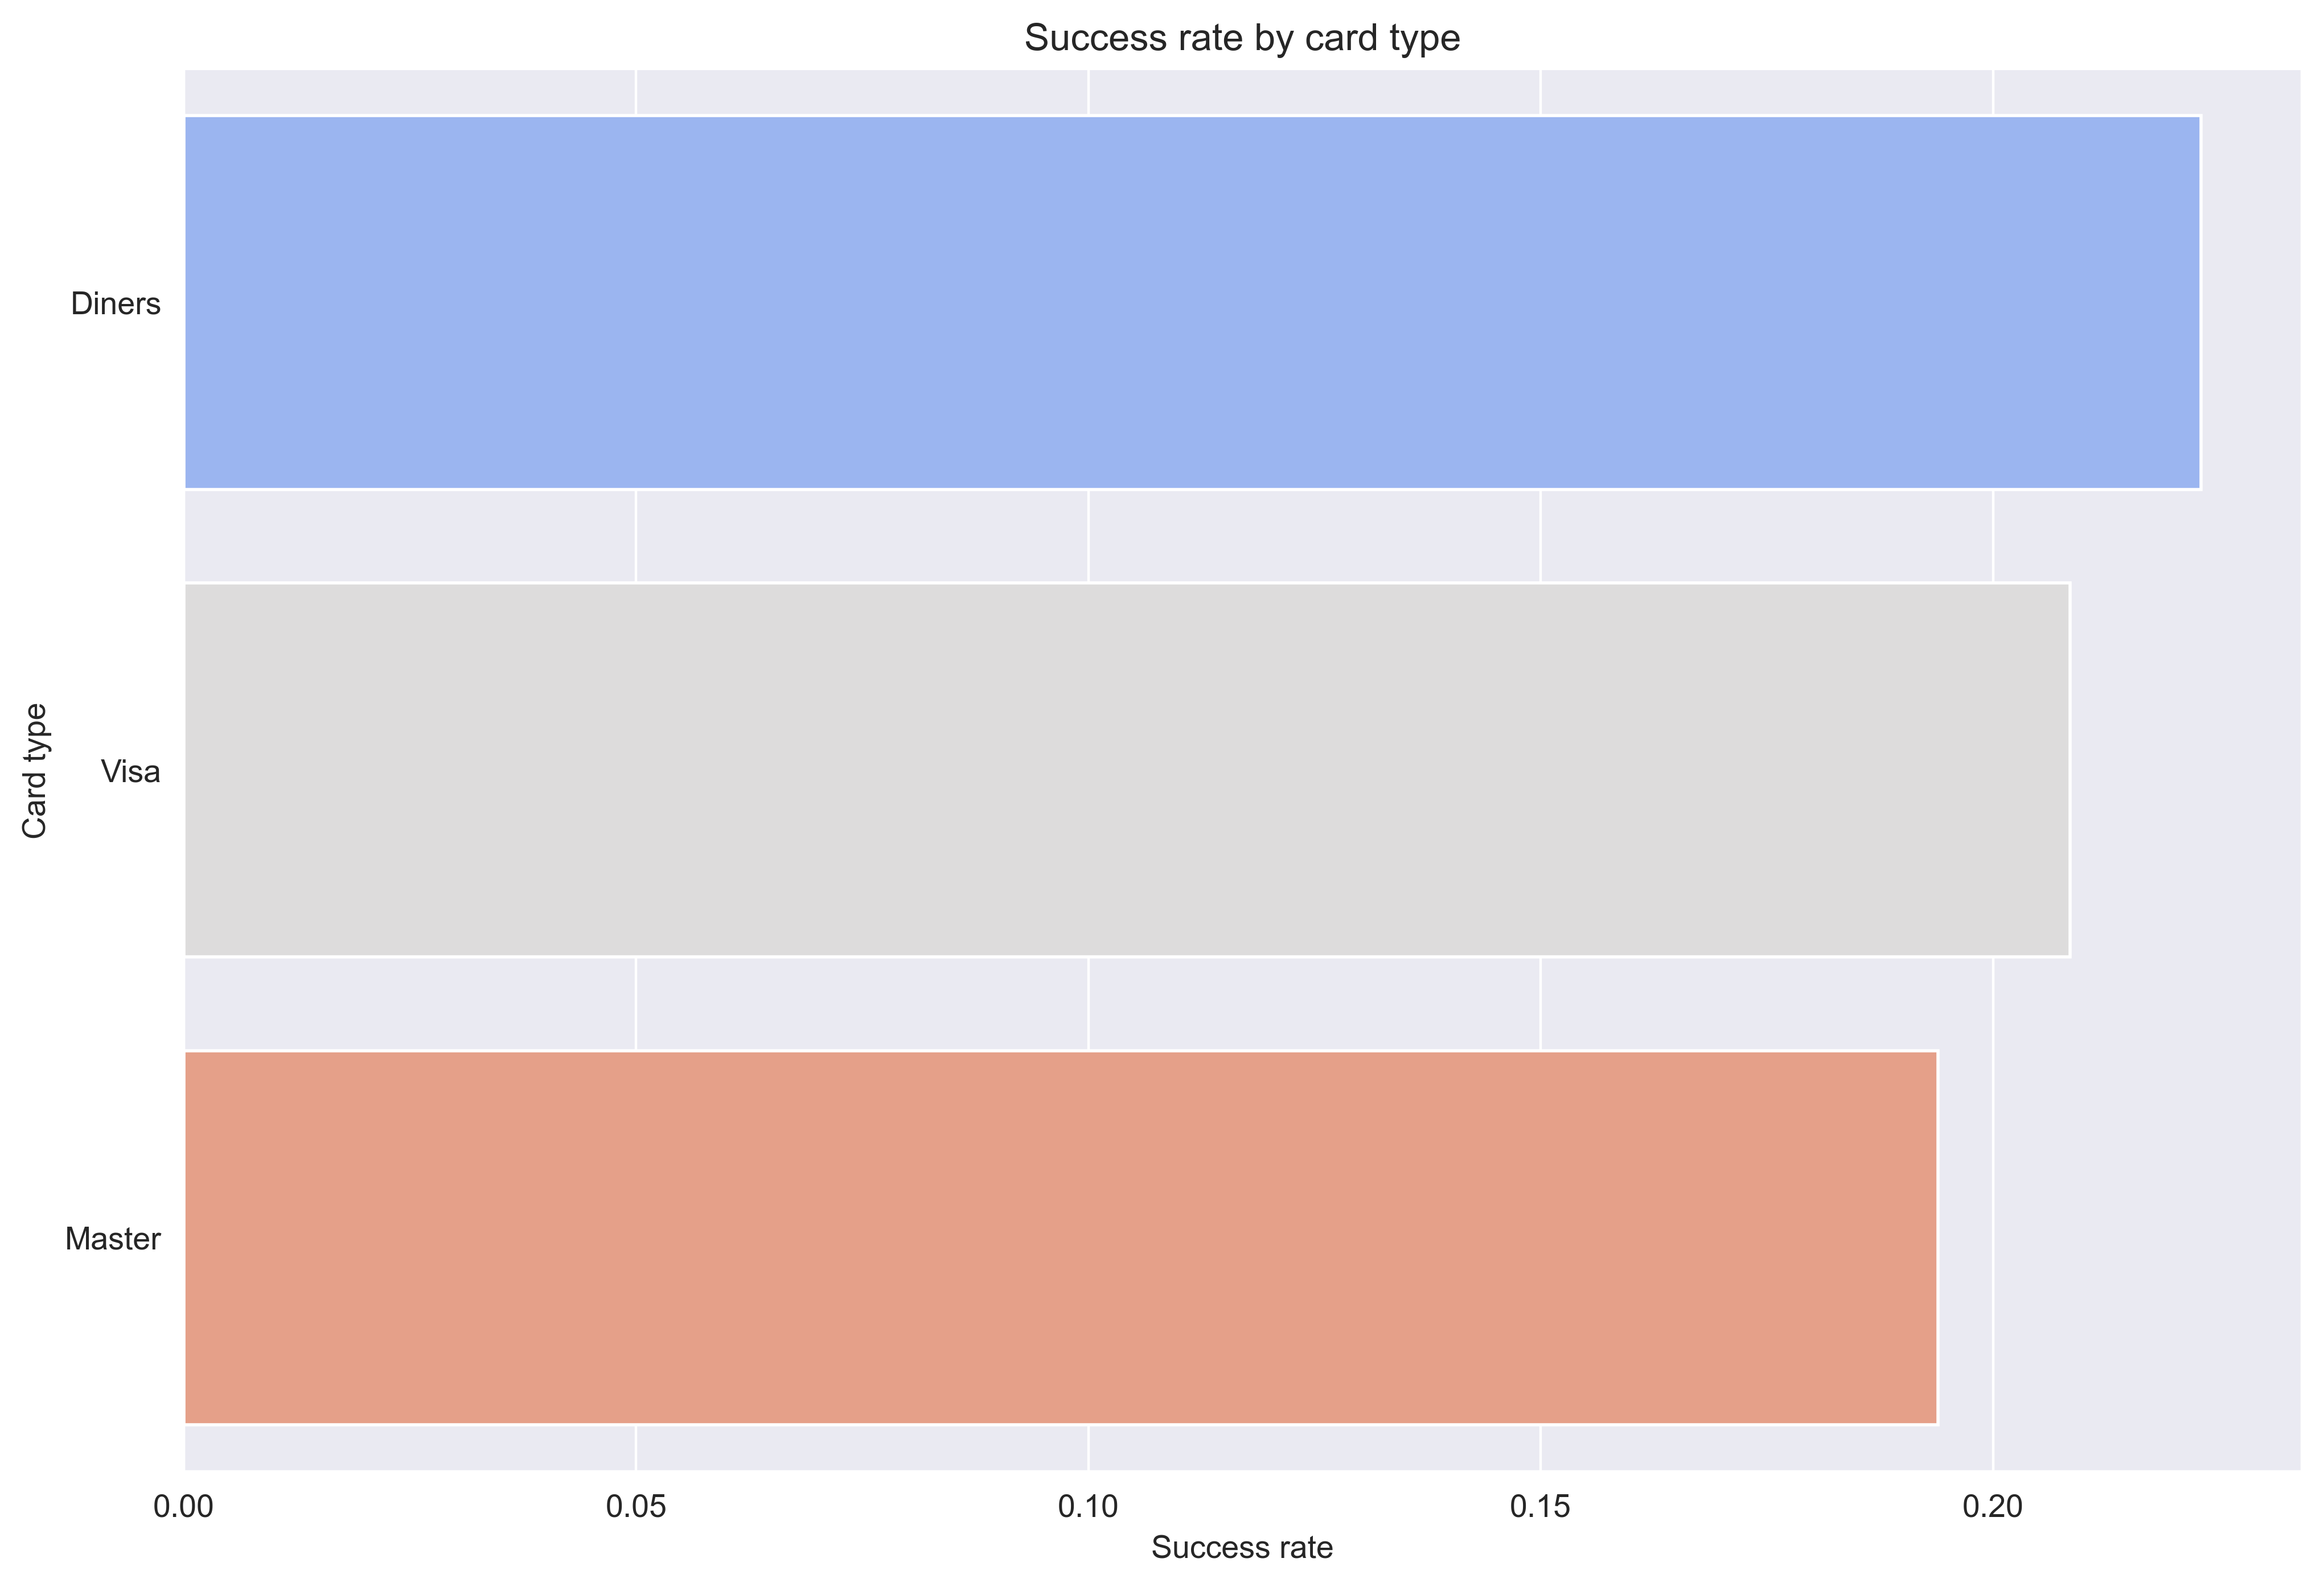 Success rate by card type
Card type
Diners
Visa
Master
0.00 0.05 0.10 0.15 0.20
Success rate